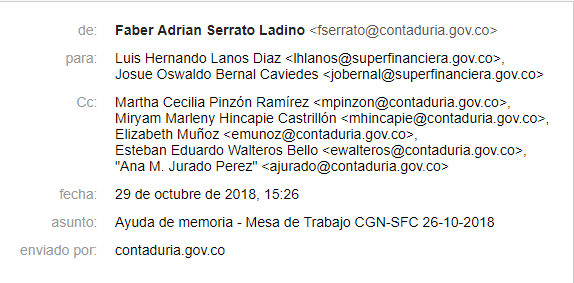 de: Faber Adrian Serrato Ladino <fserrato@contaduria.gov.co>
para: Luis Hernando Lanos Diaz <lhlanos@superfinanciera.gov.co>,
Josue Oswaldo Bernal Caviedes <jobernal@superfinanciera.gov.co>
Cc: Martha Cecilia Pinzón Ramírez <mpinzon@contaduria.gov.co>,
Miryam Marleny Hincapie Castrillón <mhincapie@contaduria.gov.co>,
Elizabeth Muñoz <emunoz@contaduria.gov.co>,
Esteban Eduardo Walteros Bello <ewalteros@contaduria.gov.co>,
"Ana M. Jurado Perez" <ajurado@contaduria.gov.co>
fecha: 29 de octubre de 2018, 15:26
asunto: Ayuda de memoria - Mesa de Trabajo CGN-SFC 26-10-2018
enviado por: contaduria.gov.co